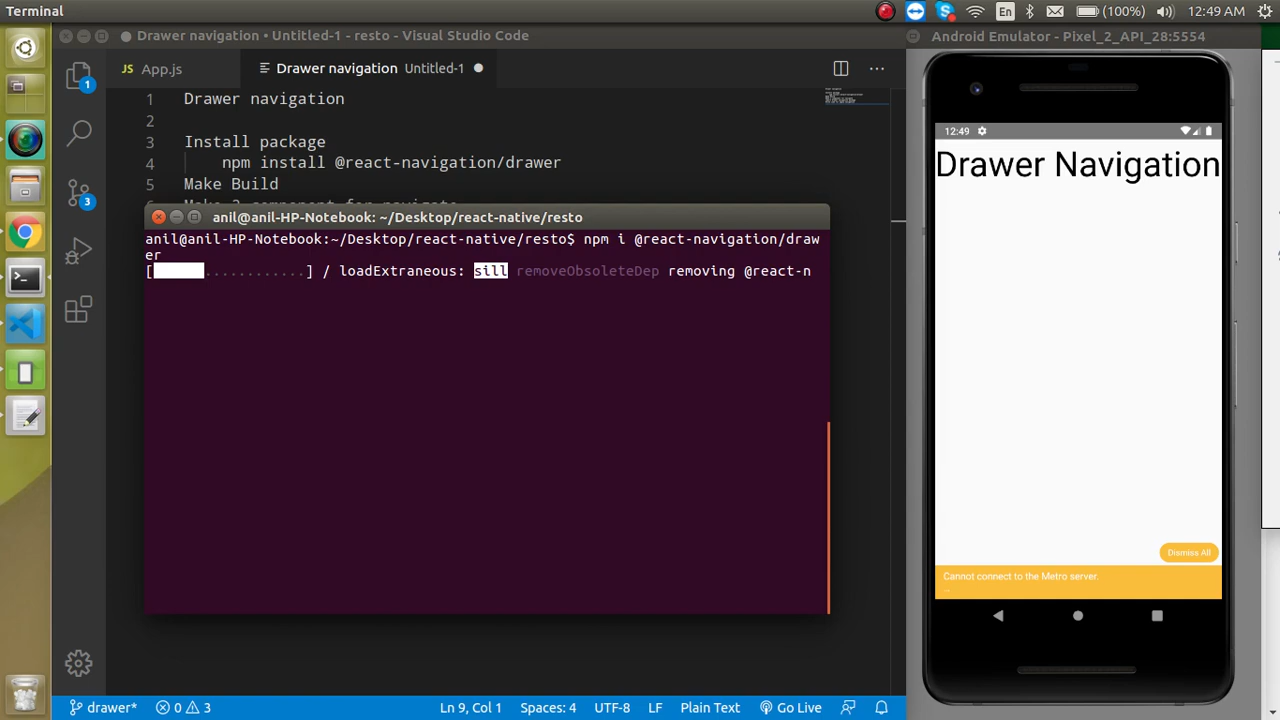 Terminal
En
(100%)
12:49 AM
Drawer navigation • Untitled-1 - resto - Visual Studio Code
Android Emulator - Pixel_2_API_28:5554
JS App.js
Drawer navigation Untitled-1
1 Drawer navigation
2
3 Install package
4 npm install @react-navigation/drawer
5 Make Build
anil@anil-HP-Notebook: ~/Desktop/react-native/resto
anil@anil-HP-Notebook:~/Desktop/react-native/resto$ npm i @react-navigation/draw
er
[ ............] / loadExtraneous: sill removeObsoleteDep removing @react-n
1
3
12:49
Drawer Navigation
Dismiss All
Cannot connect to the Metro server.
drawer* 0 3 Ln 9, Col 1 Spaces: 4 UTF-8 LF Plain Text Go Live